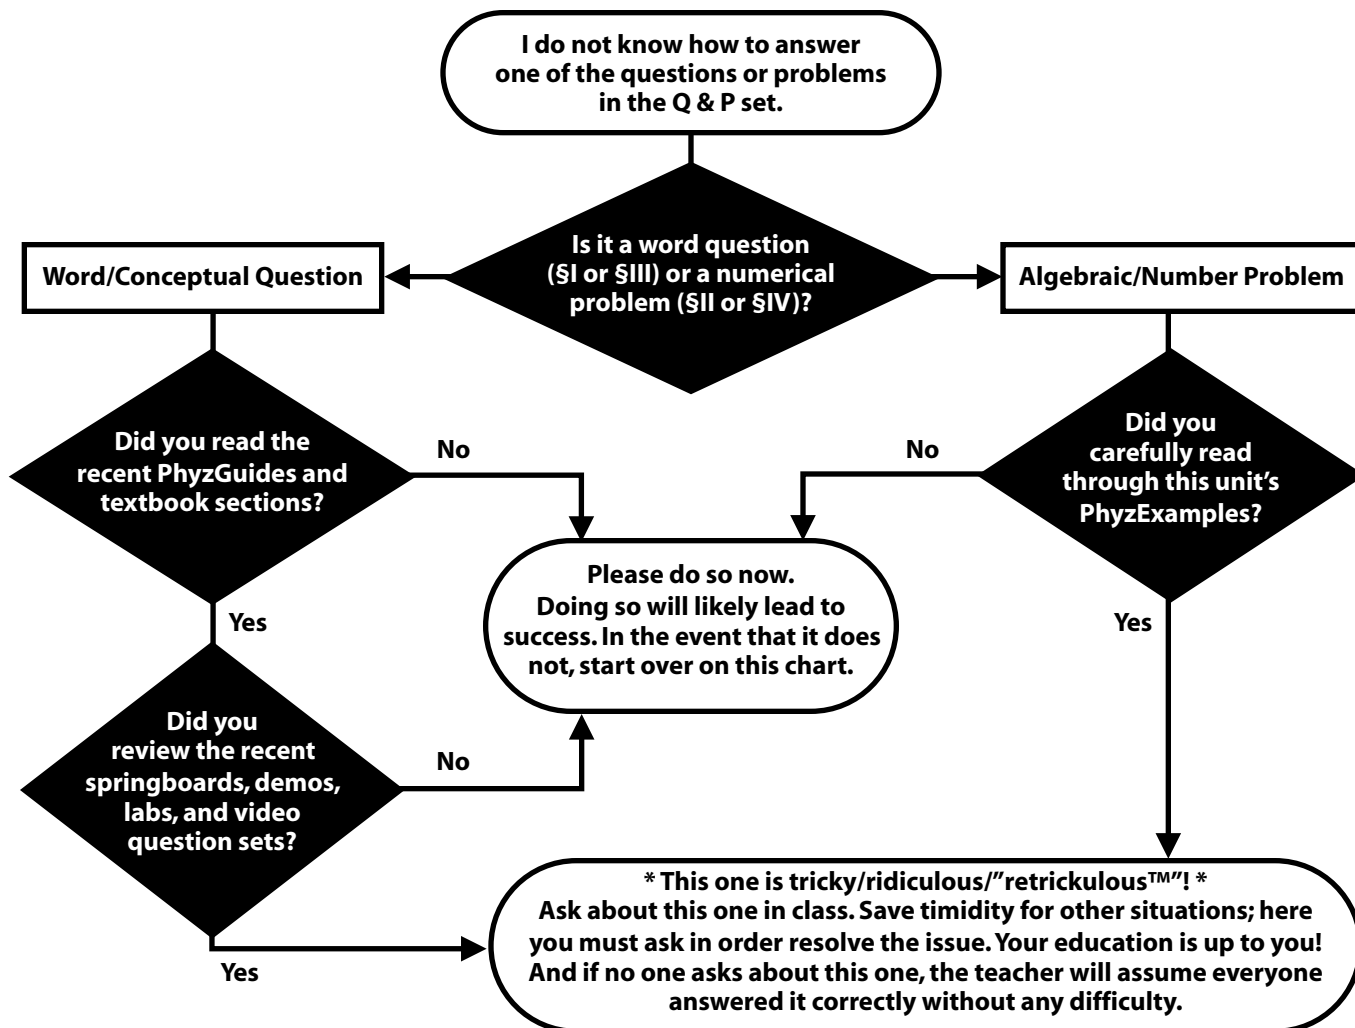 I do not know how to answer
one of the questions or problems
in the Q & P set.
Is it a word question
(§I or §III) or a numerical
problem (§II or §IV)?
Word/Conceptual Question
Algebraic/Number Problem
Did you read the
recent PhyzGuides and
textbook sections?
No
No
Did you
carefully read
through this unit's
PhyzExamples?
Please do so now.
Doing so will likely lead to
success. In the event that it does
not, start over on this chart.
Yes
Yes
Did you
review the recent
springboards, demos,
labs, and video
question sets?
No
Yes
* This one is tricky/ridiculous/”retrickulous™”! *
Ask about this one in class. Save timidity for other situations; here
you must ask in order resolve the issue. Your education is up to you!
And if no one asks about this one, the teacher will assume everyone
answered it correctly without any difficulty.